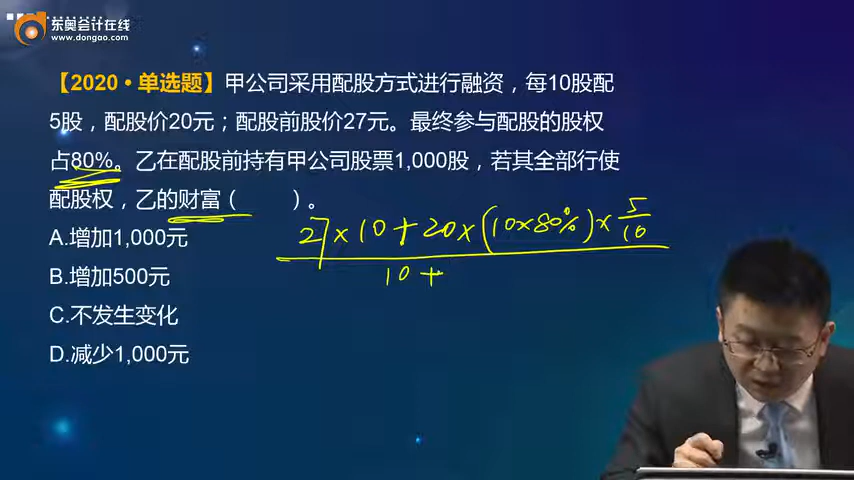 东奥会计在线
www.dongao.com
【2020·单选题】甲公司采用配股方式进行融资，每10股配
5股，配股价20元；配股前股价27元。最终参与配股的股权
占80%。乙在配股前持有甲公司股票1,000股，若其全部行使
配股权，乙的财富（　　）。
A.增加1,000元
27×10+20×(10×80%)×5/10
10+
B.增加500元
C.不发生变化
D.减少1,000元